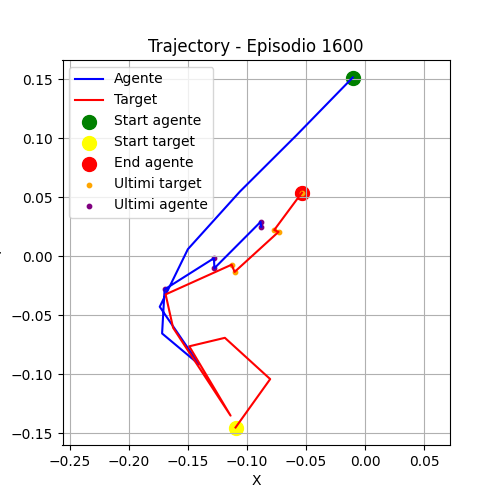 Trajectory - Episodio 1600
Agente
Target
Start agente
Start target
End agente
Ultimi target
Ultimi agente
0.15
0.10
0.05
0.00
−0.05
−0.10
−0.15
−0.25 −0.20 −0.15 −0.10 −0.05 0.00 0.05
X